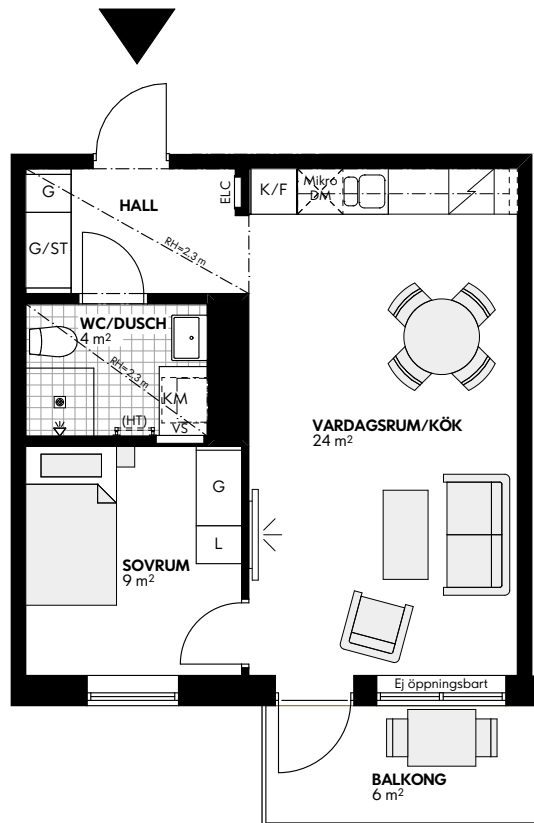 G
HALL
ELC
K/F
Mikro
DM
G/ST
RH=2,3 m
WC/DUSCH
4 m²
RH=2,3 m
KM
(HT)
VS
VARDAGSRUM/KÖK
24 m²
G
L
SOVRUM
9 m²
Ej öppningsbart
BALKONG
6 m²